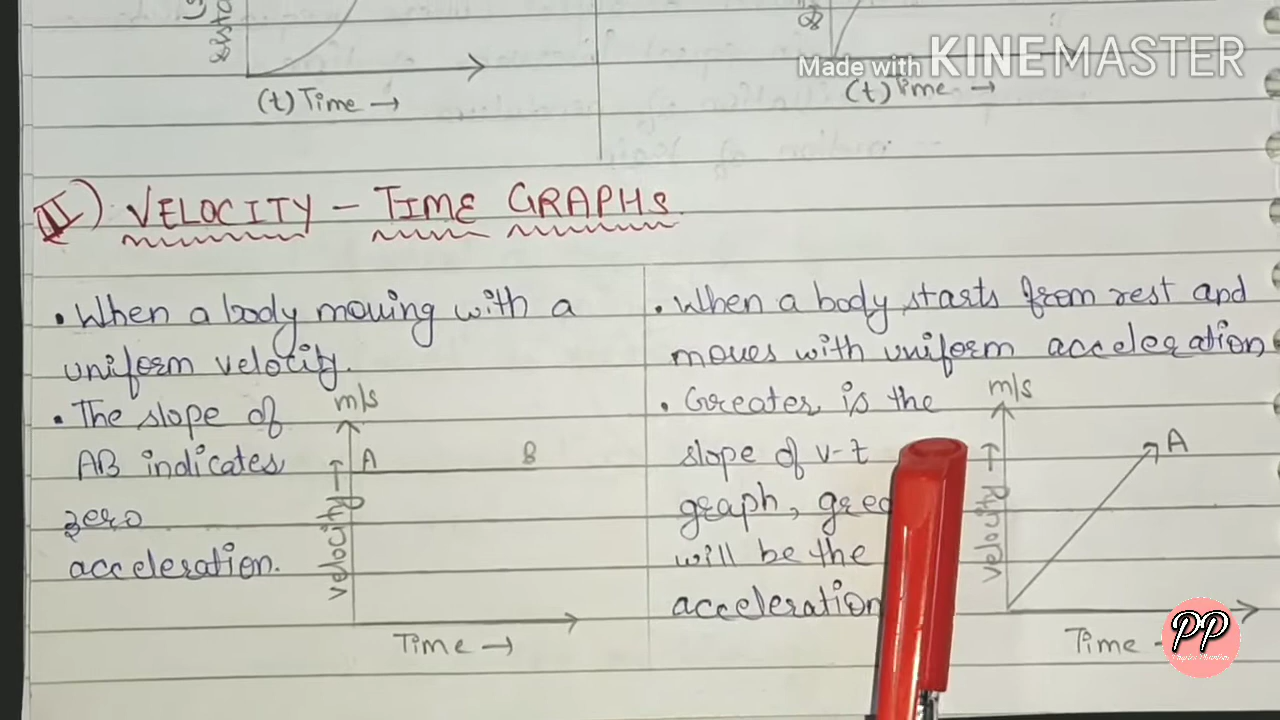 (t) Time →
Made with KINEMASTER
(t) Time →
II) VELOCITY - TIME GRAPHS
• When a body moving with a
uniform velocity.
• The slope of
AB indicates
zero
acceleration.
m/s
A B
velocity →
Time →
• When a body starts from rest and
moves with uniform acceleration
• Greater is the
slope of v-t
graph,
will be the
acceleration
m/s
A
velocity →
Time
PP